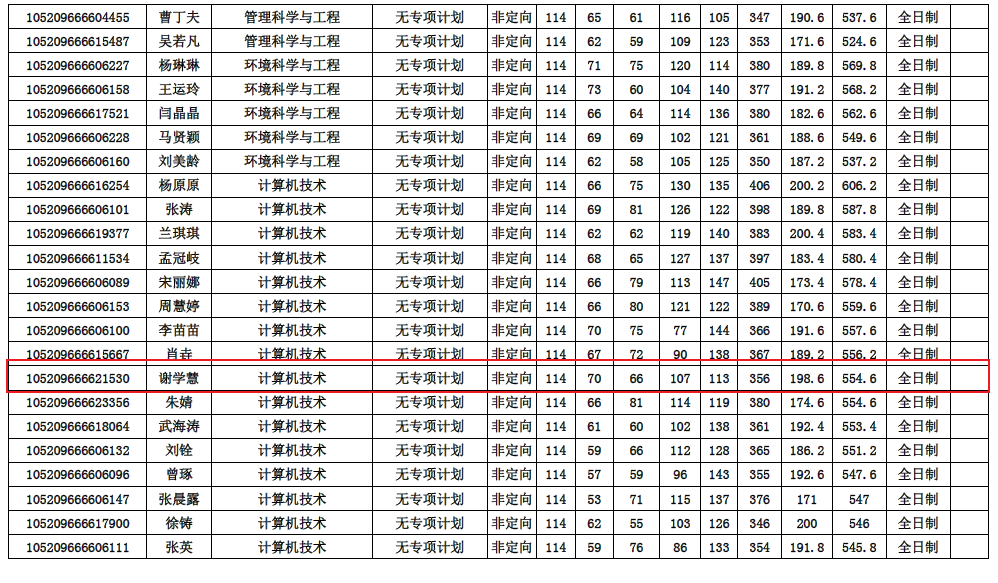 105209666604455 曹丁夫 管理科学与工程 无专项计划 非定向 114 65 61 116 105 347 190.6 537.6 全日制
105209666615487 吴若凡 管理科学与工程 无专项计划 非定向 114 62 59 109 123 353 171.6 524.6 全日制
105209666606227 杨琳琳 环境科学与工程 无专项计划 非定向 114 71 75 120 114 380 189.8 569.8 全日制
105209666606158 王运玲 环境科学与工程 无专项计划 非定向 114 73 60 104 140 377 191.2 568.2 全日制
105209666617521 闫晶晶 环境科学与工程 无专项计划 非定向 114 66 64 114 136 380 182.6 562.6 全日制
105209666606228 马贤颖 环境科学与工程 无专项计划 非定向 114 69 69 102 121 361 188.6 549.6 全日制
105209666606160 刘美龄 环境科学与工程 无专项计划 非定向 114 62 58 105 125 350 187.2 537.2 全日制
105209666616254 杨原原 计算机技术 无专项计划 非定向 114 66 75 130 135 406 200.2 606.2 全日制
105209666606101 张涛 计算机技术 无专项计划 非定向 114 69 81 126 122 398 189.8 587.8 全日制
105209666619377 兰琪琪 计算机技术 无专项计划 非定向 114 62 62 119 140 383 200.4 583.4 全日制
105209666611534 孟冠岐 计算机技术 无专项计划 非定向 114 68 65 127 137 397 183.4 580.4 全日制
105209666606089 宋丽娜 计算机技术 无专项计划 非定向 114 66 79 113 147 405 173.4 578.4 全日制
105209666606153 周慧婷 计算机技术 无专项计划 非定向 114 66 80 121 122 389 170.6 559.6 全日制
105209666606100 李苗苗 计算机技术 无专项计划 非定向 114 70 75 77 144 366 191.6 557.6 全日制
105209666615667 肖垚 计算机技术 无专项计划 非定向 114 67 72 90 138 367 189.2 556.2 全日制
105209666621530 谢学慧 计算机技术 无专项计划 非定向 114 70 66 107 113 356 198.6 554.6 全日制
105209666623356 朱婧 计算机技术 无专项计划 非定向 114 66 81 114 119 380 174.6 554.6 全日制
105209666618064 武海涛 计算机技术 无专项计划 非定向 114 61 60 102 138 361 192.4 553.4 全日制
105209666606132 刘铨 计算机技术 无专项计划 非定向 114 59 66 112 128 365 186.2 551.2 全日制
105209666606096 曾琢 计算机技术 无专项计划 非定向 114 57 59 96 143 355 192.6 547.6 全日制
105209666606147 张晨露 计算机技术 无专项计划 非定向 114 53 71 115 137 376 171 547 全日制
105209666617900 徐铸 计算机技术 无专项计划 非定向 114 62 55 103 126 346 200 546 全日制
105209666606111 张英 计算机技术 无专项计划 非定向 114 59 76 86 133 354 191.8 545.8 全日制